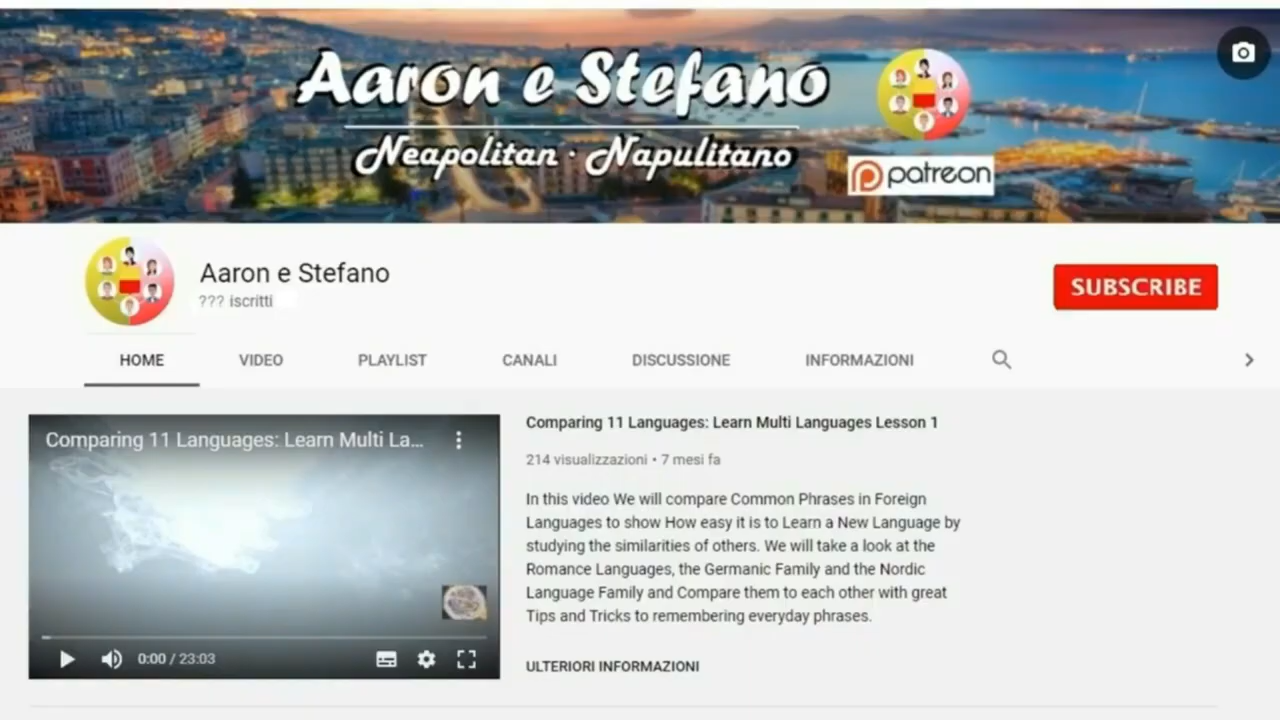 Aaron e Stefano
Neapolitan · Napulitano
patreon
Aaron e Stefano
??? iscritti
SUBSCRIBE
HOME VIDEO PLAYLIST CANALI DISCUSSIONE INFORMAZIONI
Comparing 11 Languages: Learn Multi La...
0:00 / 23:03
Comparing 11 Languages: Learn Multi Languages Lesson 1
214 visualizzazioni • 7 mesi fa
In this video We will compare Common Phrases in Foreign
Languages to show How easy it is to Learn a New Language by
studying the similarities of others. We will take a look at the
Romance Languages, the Germanic Family and the Nordic
Language Family and Compare them to each other with great
Tips and Tricks to remembering everyday phrases.
ULTERIORI INFORMAZIONI